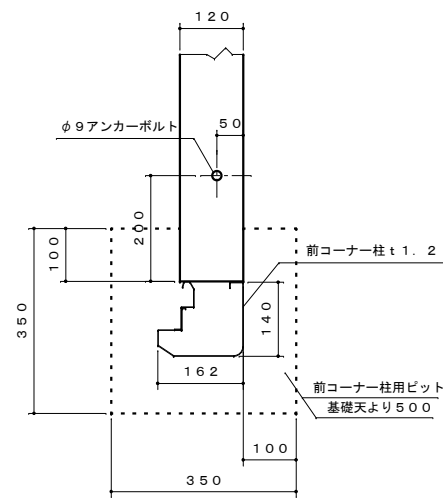 １２０
５０
φ９アンカーボルト
２００
１００
前コーナー柱ｔ１．２
３５０
１４０
１６２
前コーナー柱用ピット
基礎天より５００
１００
３５０